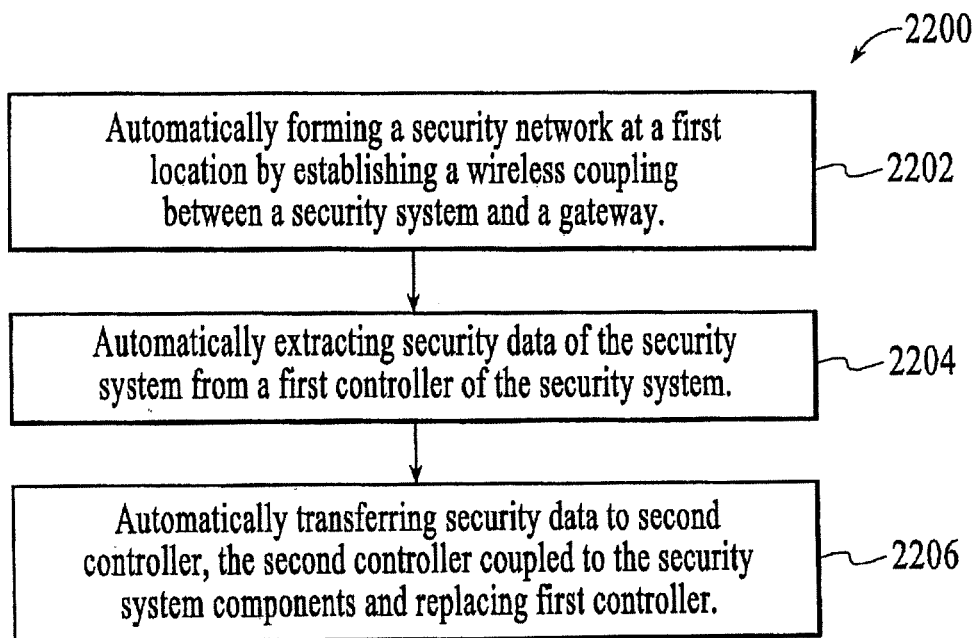 2200
Automatically forming a security network at a first
location by establishing a wireless coupling
between a security system and a gateway.
2202
Automatically extracting security data of the security
system from a first controller of the security system.
2204
Automatically transferring security data to second
controller, the second controller coupled to the security
system components and replacing first controller.
2206